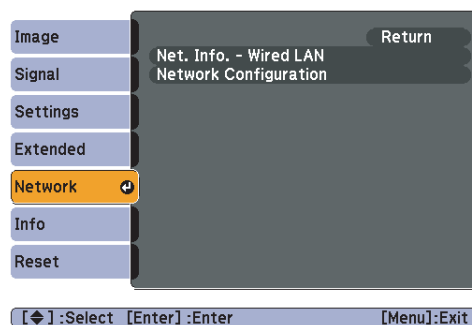 Image
Signal
Settings
Extended
Network
Info
Reset
Return
Net. Info. - Wired LAN
Network Configuration
[◆] :Select [Enter] :Enter [Menu]:Exit